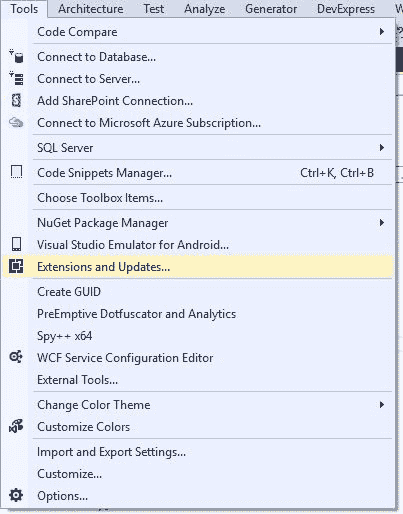 Tools Architecture Test Analyze Generator DevExpress
Code Compare
Connect to Database...
Connect to Server...
Add SharePoint Connection...
Connect to Microsoft Azure Subscription...
SQL Server
Code Snippets Manager... Ctrl+K, Ctrl+B
Choose Toolbox Items...
NuGet Package Manager
Visual Studio Emulator for Android...
Extensions and Updates...
Create GUID
PreEmptive Dotfuscator and Analytics
Spy++ x64
WCF Service Configuration Editor
External Tools...
Change Color Theme
Customize Colors
Import and Export Settings...
Customize...
Options...